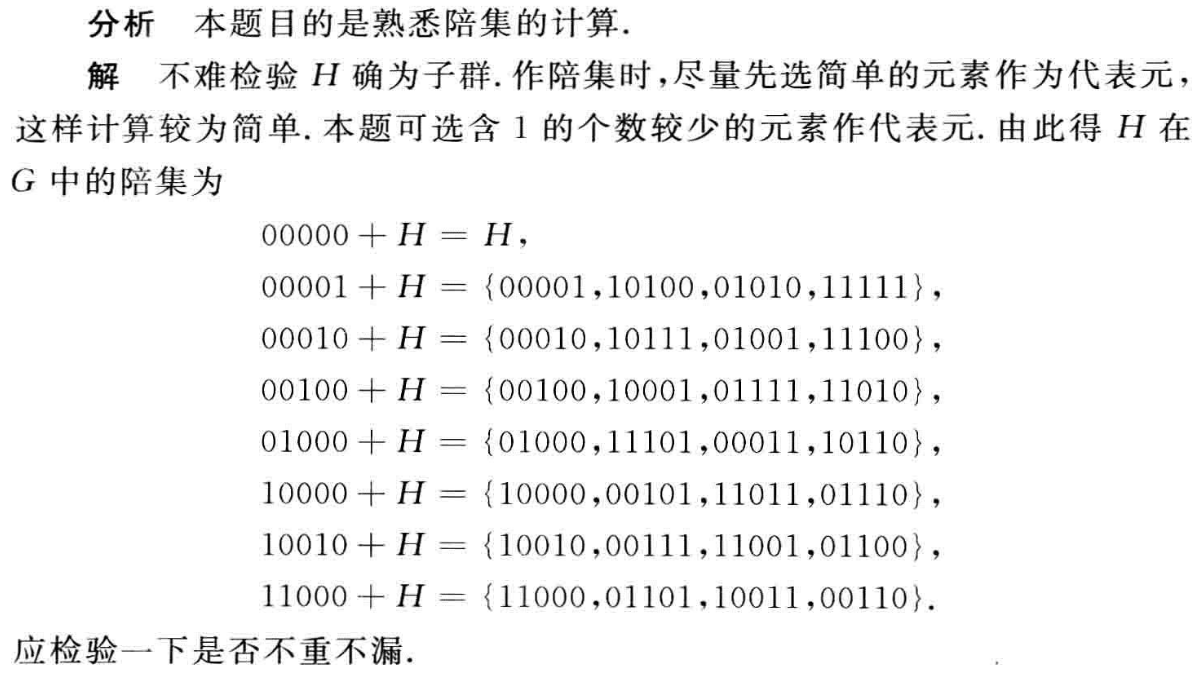 分析 本题目的是熟悉陪集的计算.
解 不难检验 H 确为子群.作陪集时,尽量先选简单的元素作为代表元,
这样计算较为简单.本题可选含 1 的个数较少的元素作代表元.由此得 H 在
G 中的陪集为
00000 + H = H,
00001 + H = {00001,10100,01010,11111},
00010 + H = {00010,10111,01001,11100},
00100 + H = {00100,10001,01111,11010},
01000 + H = {01000,11101,00011,10110},
10000 + H = {10000,00101,11011,01110},
10010 + H = {10010,00111,11001,01100},
11000 + H = {11000,01101,10011,00110}.
应检验一下是否不重不漏.